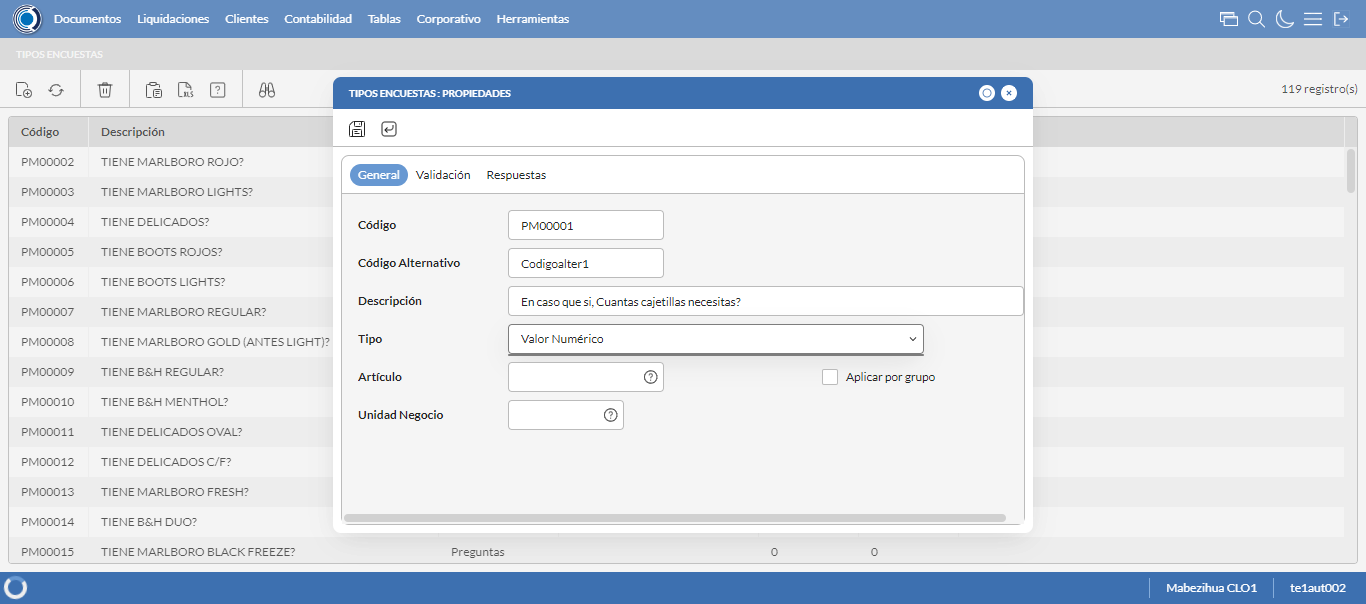 Documentos Liquidaciones Clientes Contabilidad Tablas Corporativo Herramientas
TIPOS ENCUESTAS
XLS ? 119 registro(s)
TIPOS ENCUESTAS : PROPIEDADES
General Validación Respuestas
Código PM00001
Código Alternativo Codigoalter1
Descripción En caso que si, Cuantas cajetillas necesitas?
Tipo Valor Numérico
Artículo ? Aplicar por grupo
Unidad Negocio ?
Código Descripción
PM00002 TIENE MARLBORO ROJO?
PM00003 TIENE MARLBORO LIGHTS?
PM00004 TIENE DELICADOS?
PM00005 TIENE BOOTS ROJOS?
PM00006 TIENE BOOTS LIGHTS?
PM00007 TIENE MARLBORO REGULAR?
PM00008 TIENE MARLBORO GOLD (ANTES LIGHT)?
PM00009 TIENE B&H REGULAR?
PM00010 TIENE B&H MENTHOL?
PM00011 TIENE DELICADOS OVAL?
PM00012 TIENE DELICADOS C/F?
PM00013 TIENE MARLBORO FRESH?
PM00014 TIENE B&H DUO?
PM00015 TIENE MARLBORO BLACK FREEZE? Preguntas 0 0
Mabezihua CLO1 te1aut002